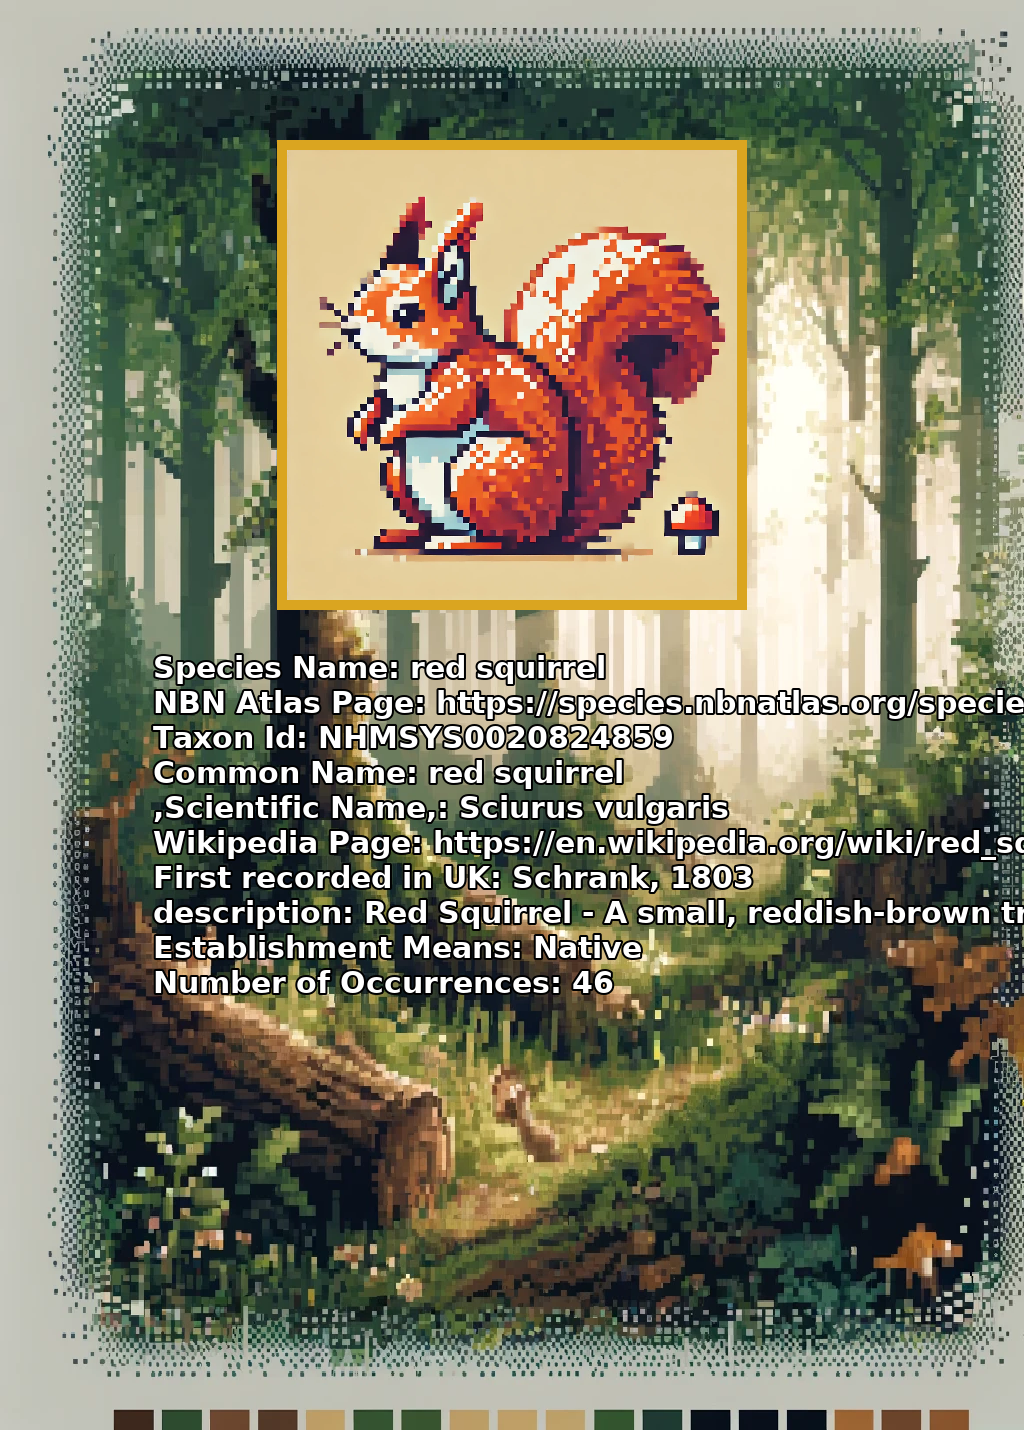 Species Name: red squirrel
NBN Atlas Page: https://species.nbnatlas.org/specie
Taxon Id: NHMSYS0020824859
Common Name: red squirrel
,Scientific Name,: Sciurus vulgaris
Wikipedia Page: https://en.wikipedia.org/wiki/red_sq
First recorded in UK: Schrank, 1803
description: Red Squirrel - A small, reddish-brown tr
Establishment Means: Native
Number of Occurrences: 46